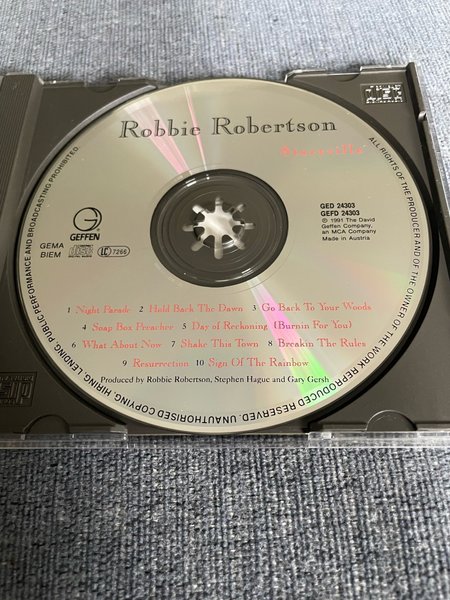 Robbie Robertson
Storyville
GED 24303
GEFD 24303
℗ 1991 The David
Geffen Company,
an MCA Company
Made in Austria
G
GEFFEN
GEMA
BIEM
LC 7266
1 Night Parade 2 Hold Back The Dawn 3 Go Back To Your Woods
4 Soap Box Preacher 5 Day of Reckoning (Burnin For You)
6 What About Now 7 Shake This Town 8 Breakin The Rules
9 Resurrection 10 Sign Of The Rainbow
Produced by Robbie Robertson, Stephen Hague and Gary Gersh
ALL RIGHTS OF THE PRODUCER AND OF THE OWNER OF THE WORK REPRODUCED RESERVED. UNAUTHORISED COPYING, HIRING, LENDING, PUBLIC PERFORMANCE AND BROADCASTING PROHIBITED.